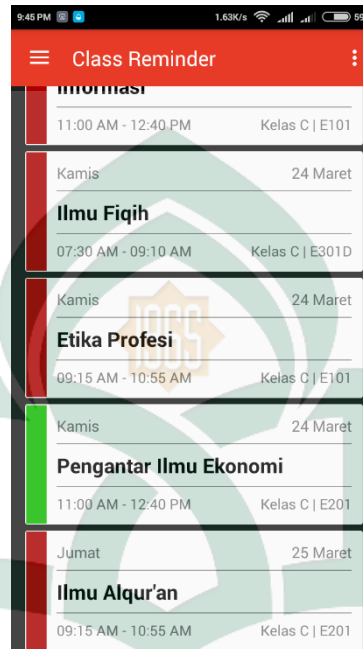 9:45 PM 1.63K/s 59
Class Reminder
Informasi
11:00 AM - 12:40 PM Kelas C | E101
Kamis 24 Maret
Ilmu Fiqih
07:30 AM - 09:10 AM Kelas C | E301D
Kamis 24 Maret
Etika Profesi
09:15 AM - 10:55 AM Kelas C | E101
Kamis 24 Maret
Pengantar Ilmu Ekonomi
11:00 AM - 12:40 PM Kelas C | E201
Jumat 25 Maret
Ilmu Alqur'an
09:15 AM - 10:55 AM Kelas C | E201